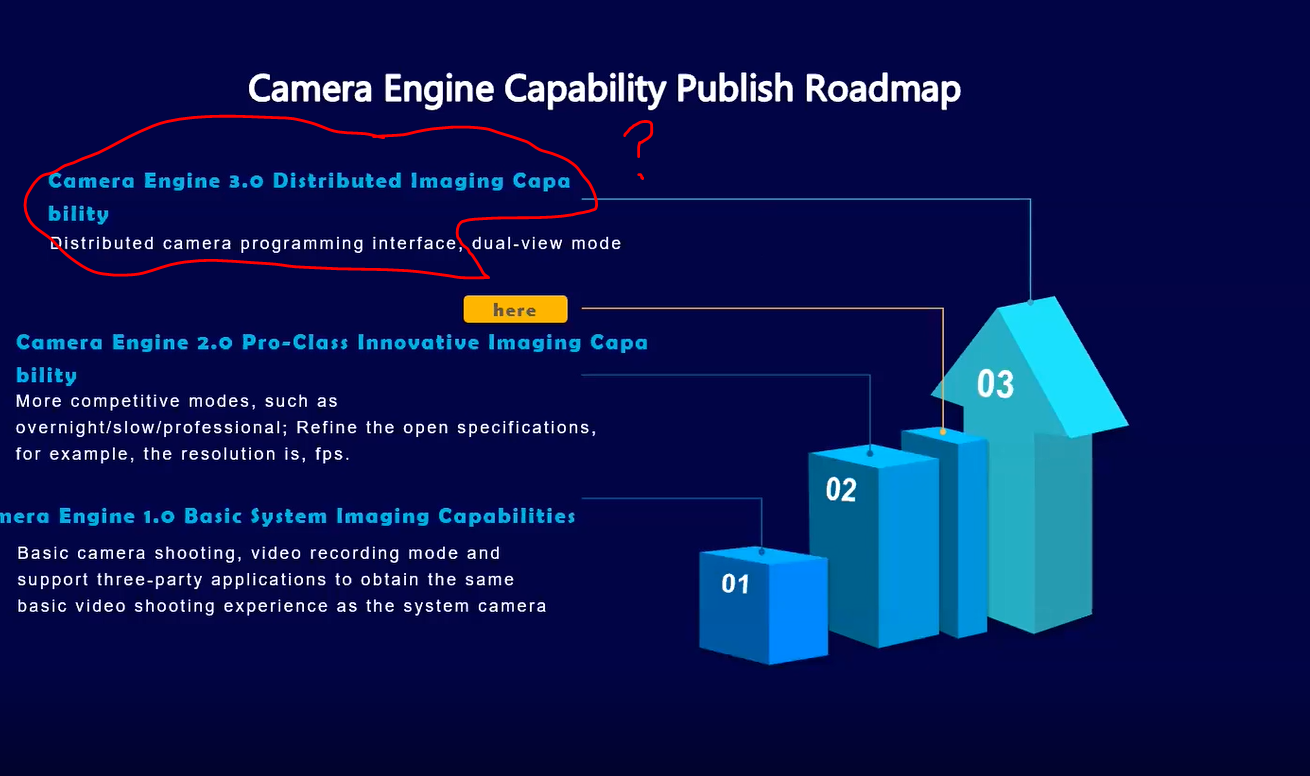 Camera Engine Capability Publish Roadmap
?
Camera Engine 3.0 Distributed Imaging Capa
bility
Distributed camera programming interface, dual-view mode
here
Camera Engine 2.0 Pro-Class Innovative Imaging Capa
bility
More competitive modes, such as
overnight/slow/professional; Refine the open specifications,
for example, the resolution is, fps.
mera Engine 1.0 Basic System Imaging Capabilities
Basic camera shooting, video recording mode and
support three-party applications to obtain the same
basic video shooting experience as the system camera
03
02
01